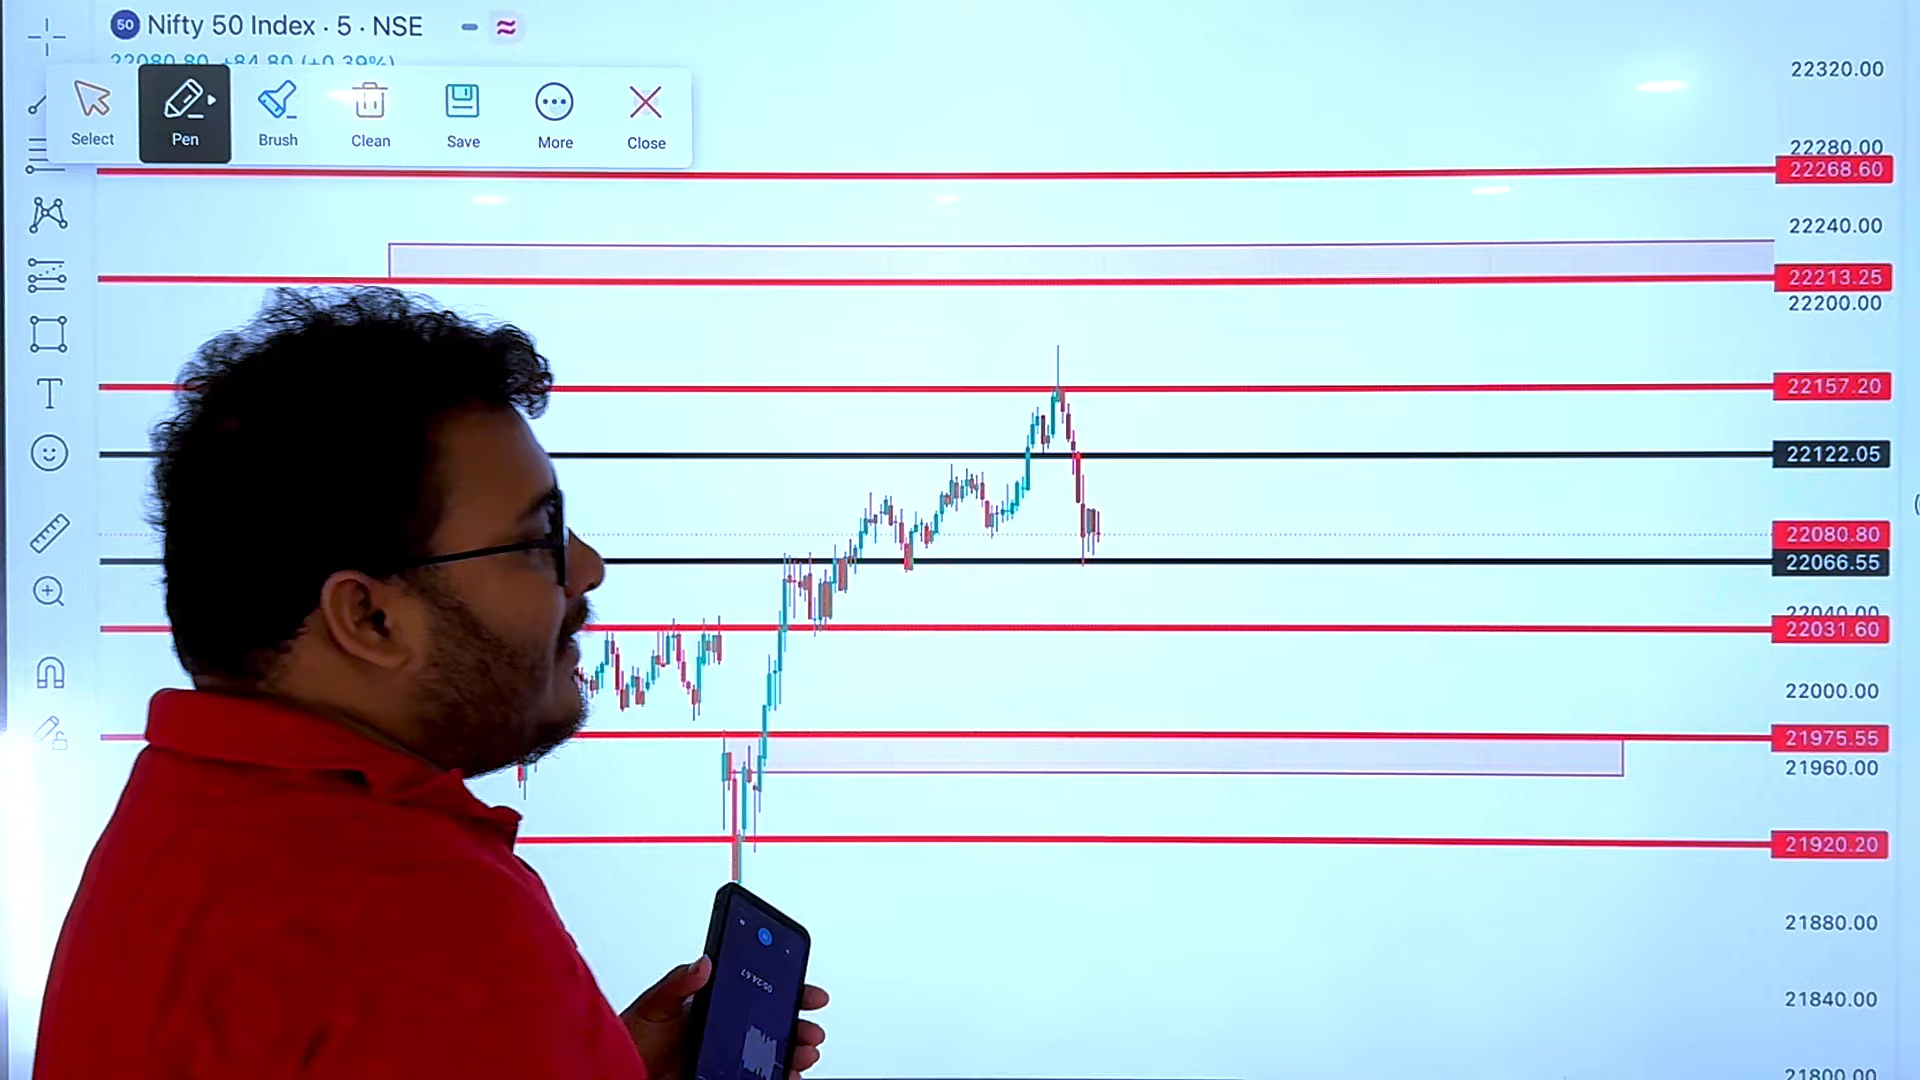 50 Nifty 50 Index · 5 · NSE
22080.80 +84.80 (+0.39%)
Select
Pen
Brush
Clean
Save
More
Close
22320.00
22280.00
22268.60
22240.00
22213.25
22200.00
22157.20
22122.05
22080.80
22066.55
22040.00
22031.60
22000.00
21975.55
21960.00
21920.20
21880.00
21840.00
21800.00
05:24.67